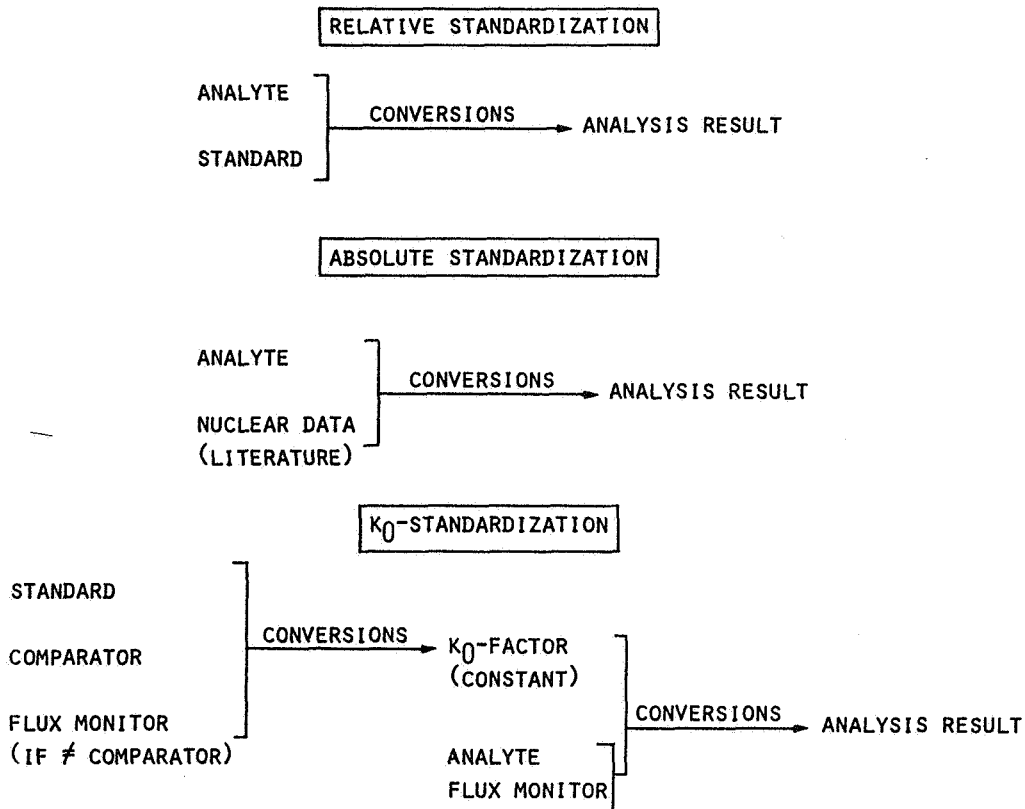 RELATIVE STANDARDIZATION
ANALYTE
CONVERSIONS
ANALYSIS RESULT
STANDARD
ABSOLUTE STANDARDIZATION
ANALYTE
CONVERSIONS
ANALYSIS RESULT
NUCLEAR DATA
(LITERATURE)
K0-STANDARDIZATION
STANDARD
CONVERSIONS
COMPARATOR
K0-FACTOR
(CONSTANT)
FLUX MONITOR
(IF ≠ COMPARATOR)
CONVERSIONS
ANALYSIS RESULT
ANALYTE
FLUX MONITOR